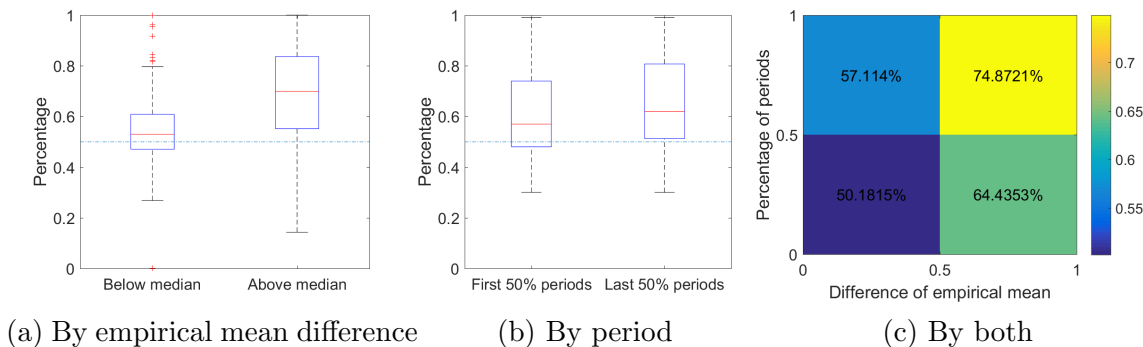 1
0.8
0.6
0.4
0.2
0
Percentage
Below median
Above median
(a) By empirical mean difference
1
0.8
0.6
0.4
0.2
0
Percentage
First 50% periods
Last 50% periods
(b) By period
1
0.5
0
Percentage of periods
57.114%
74.8721%
50.1815%
64.4353%
0
0.5
1
Difference of empirical mean
0.7
0.65
0.6
0.55
(c) By both